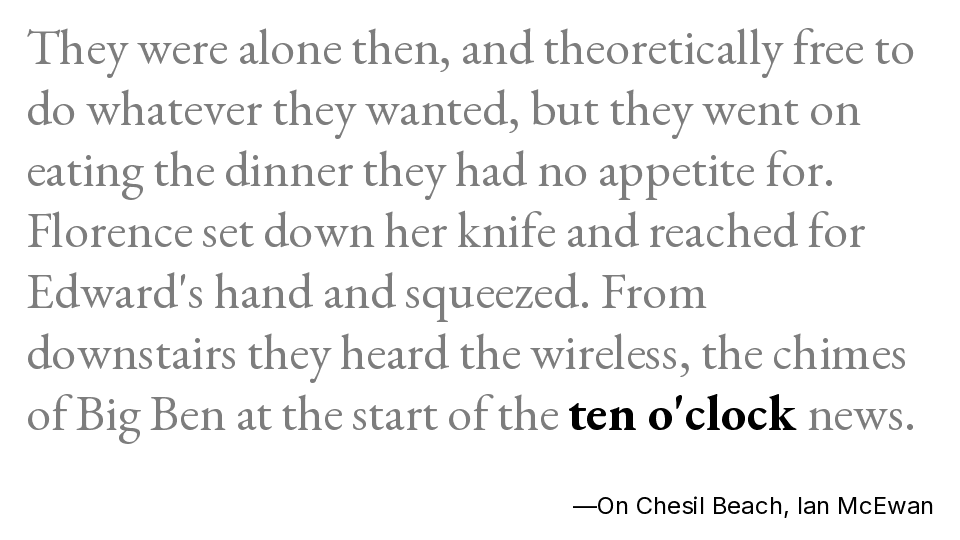 They were alone then, and theoretically free to
do whatever they wanted, but they went on
eating the dinner they had no appetite for.
Florence set down her knife and reached for
Edward's hand and squeezed. From
downstairs they heard the wireless, the chimes
of Big Ben at the start of the ten o'clock news.
—On Chesil Beach, Ian McEwan